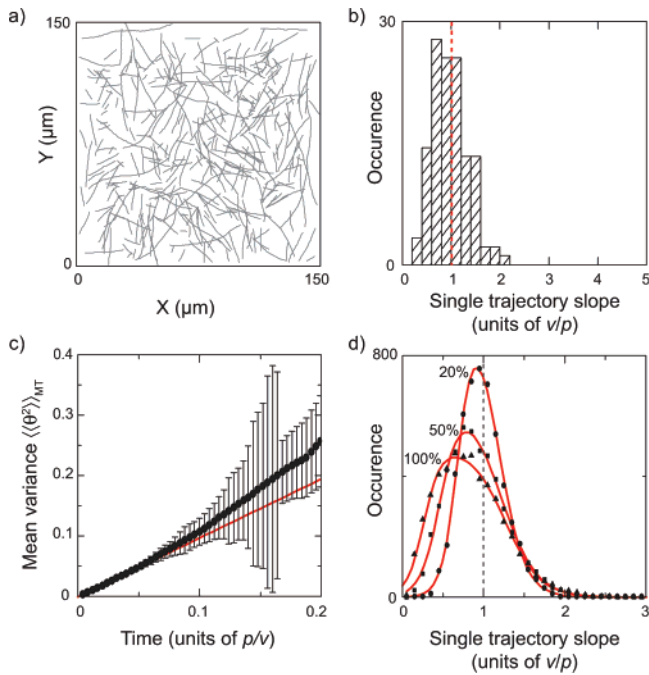 a)
150
Y (μm)
0
0
150
X (μm)
b)
30
Occurence
0
0 1 2 3 4 5
Single trajectory slope
(units of v/p)
c)
0.4
0.3
0.2
0.1
0
Mean variance ⟨⟨θ²⟩⟩MT
0.1 0.2
Time (units of p/v)
d)
800
20%
50%
100%
Occurence
0
0 1 2 3
Single trajectory slope
(units of v/p)